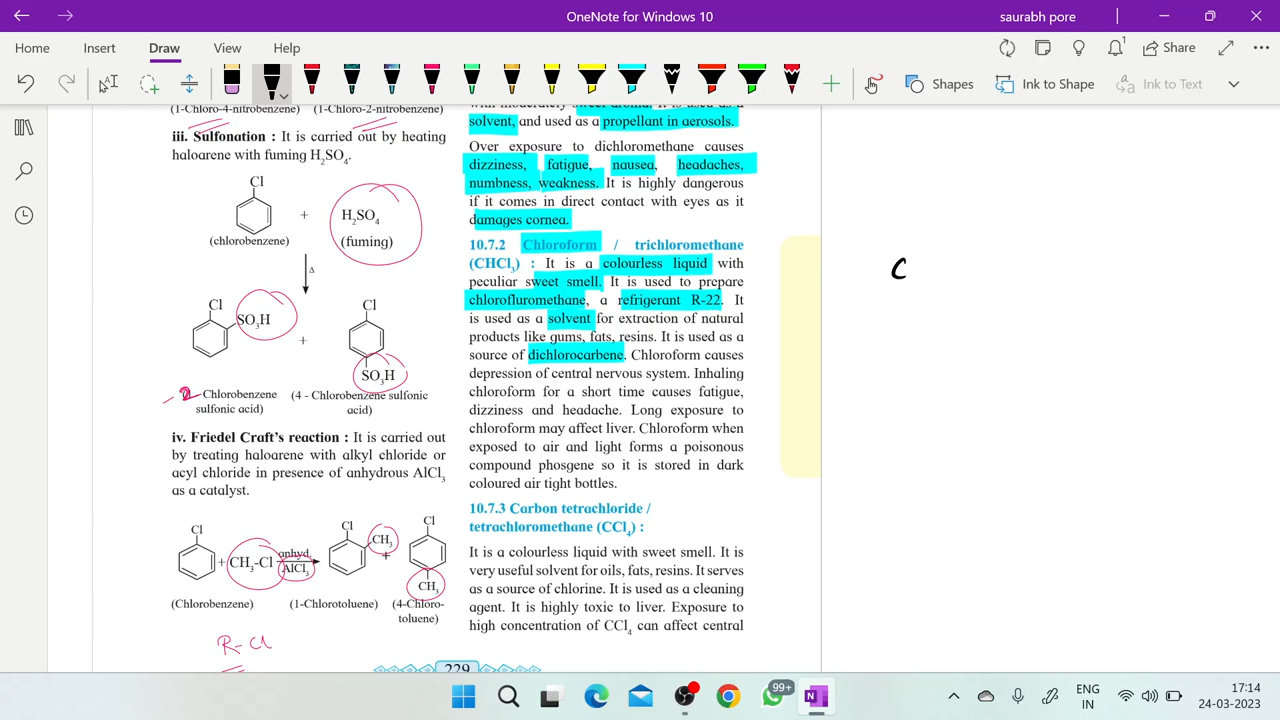 OneNote for Windows 10
saurabh pore
Home Insert Draw View Help
Share
Shapes
Ink to Shape
Ink to Text
(1-Chloro-4-nitrobenzene) (1-Chloro-2-nitrobenzene)
iii. Sulfonation : It is carried out by heating
haloarene with fuming H₂SO₄.
Cl
+
H₂SO₄
(chlorobenzene)
(fuming)
Δ
Cl
SO₃H
+
Cl
SO₃H
2 Chlorobenzene
sulfonic acid)
(4 - Chlorobenzene sulfonic
acid)
iv. Friedel Craft's reaction : It is carried out
by treating haloarene with alkyl chloride or
acyl chloride in presence of anhydrous AlCl₃
as a catalyst.
Cl
+ CH₃-Cl
anhyd.
AlCl₃
Cl
CH₃
+
Cl
CH₃
(Chlorobenzene)
(1-Chlorotoluene)
(4-Chloro-
toluene)
R-Cl
with moderately sweet aroma. It is used as a
solvent, and used as a propellant in aerosols.
Over exposure to dichloromethane causes
dizziness, fatigue, nausea, headaches,
numbness, weakness. It is highly dangerous
if it comes in direct contact with eyes as it
damages cornea.
10.7.2 Chloroform / trichloromethane
(CHCl₃) : It is a colourless liquid with
peculiar sweet smell. It is used to prepare
chlorofluromethane, a refrigerant R-22. It
is used as a solvent for extraction of natural
products like gums, fats, resins. It is used as a
source of dichlorocarbene. Chloroform causes
depression of central nervous system. Inhaling
chloroform for a short time causes fatigue,
dizziness and headache. Long exposure to
chloroform may affect liver. Chloroform when
exposed to air and light forms a poisonous
compound phosgene so it is stored in dark
coloured air tight bottles.
10.7.3 Carbon tetrachloride /
tetrachloromethane (CCl₄) :
It is a colourless liquid with sweet smell. It is
very useful solvent for oils, fats, resins. It serves
as a source of chlorine. It is used as a cleaning
agent. It is highly toxic to liver. Exposure to
high concentration of CCl₄ can affect central
229
C
99+
ENG
IN
17:14
24-03-2023